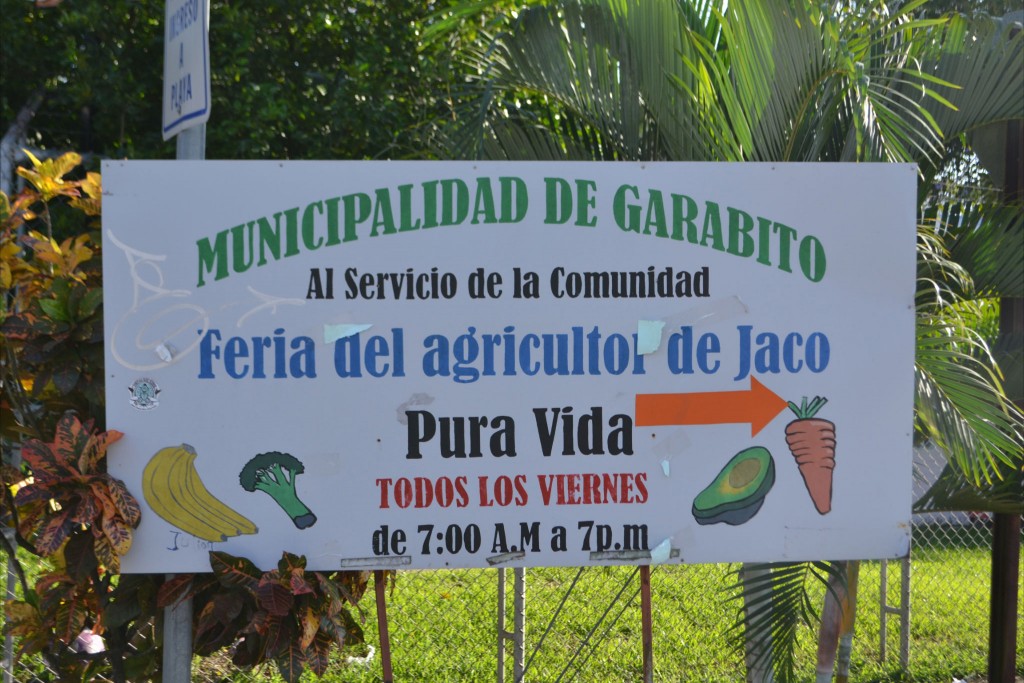 INGRESO
A
PLAYA
MUNICIPALIDAD DE GARABITO
Al Servicio de la Comunidad
Feria del agricultor de Jaco
Pura Vida
TODOS LOS VIERNES
de 7:00 A.M a 7p.m